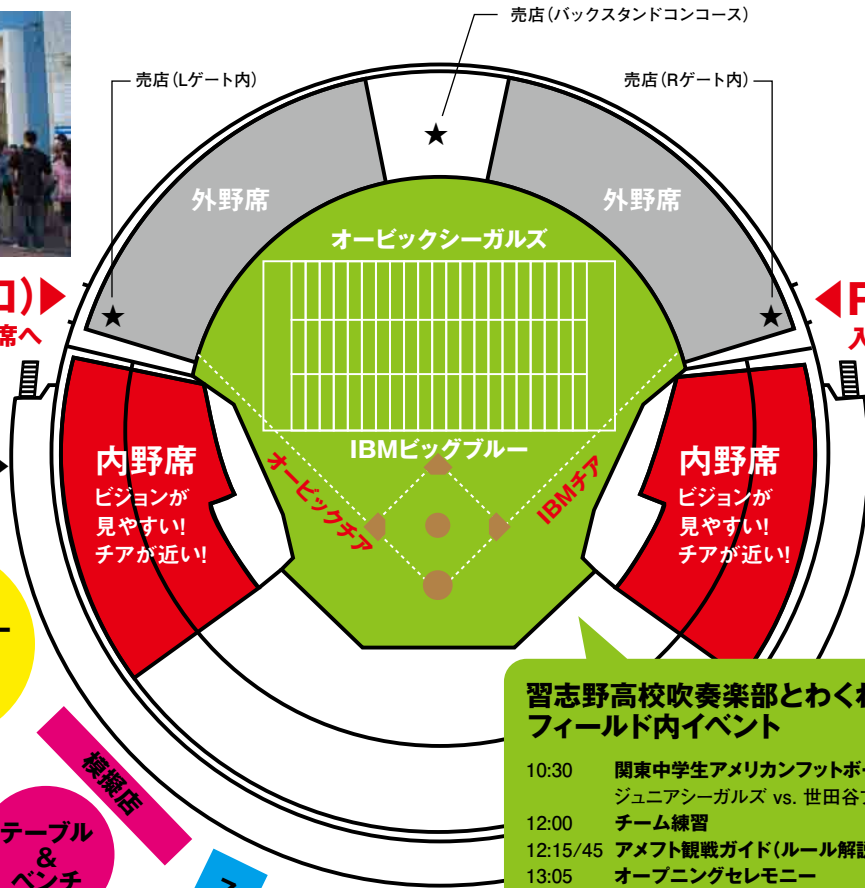 売店（バックスタンドコンコース）
売店（Lゲート内）
売店（Rゲート内）
外野席
外野席
オービックシーガルズ
口)▶
席へ
◀R
入
IBMビッグブルー
オービックチア
IBMチア
内野席
ビジョンが
見やすい!
チアが近い!
内野席
ビジョンが
見やすい!
チアが近い!
模擬店
テーブル
&
ベンチ
習志野高校吹奏楽部とわくわ
フィールド内イベント
10:30 関東中学生アメリカンフットボー
ジュニアシーガルズ vs. 世田谷ブ
12:00 チーム練習
12:15/45 アメフト観戦ガイド（ルール解説
13:05 オープニングセレモニー